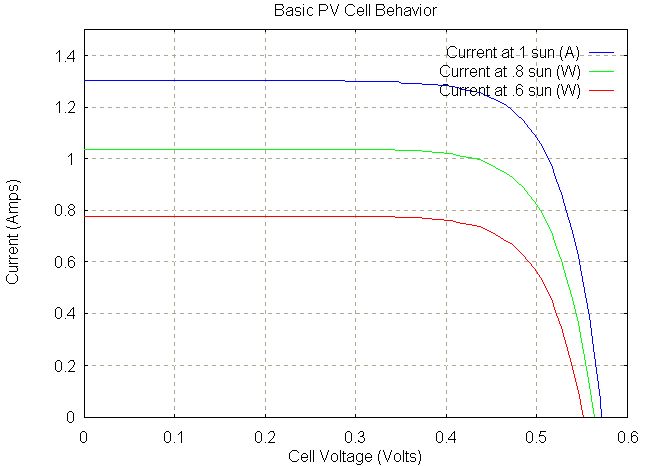 Basic PV Cell Behavior
Current at 1 sun (A)
Current at .8 sun (W)
Current at .6 sun (W)
1.4
1.2
1
0.8
0.6
0.4
0.2
0
Current (Amps)
0 0.1 0.2 0.3 0.4 0.5 0.6
Cell Voltage (Volts)